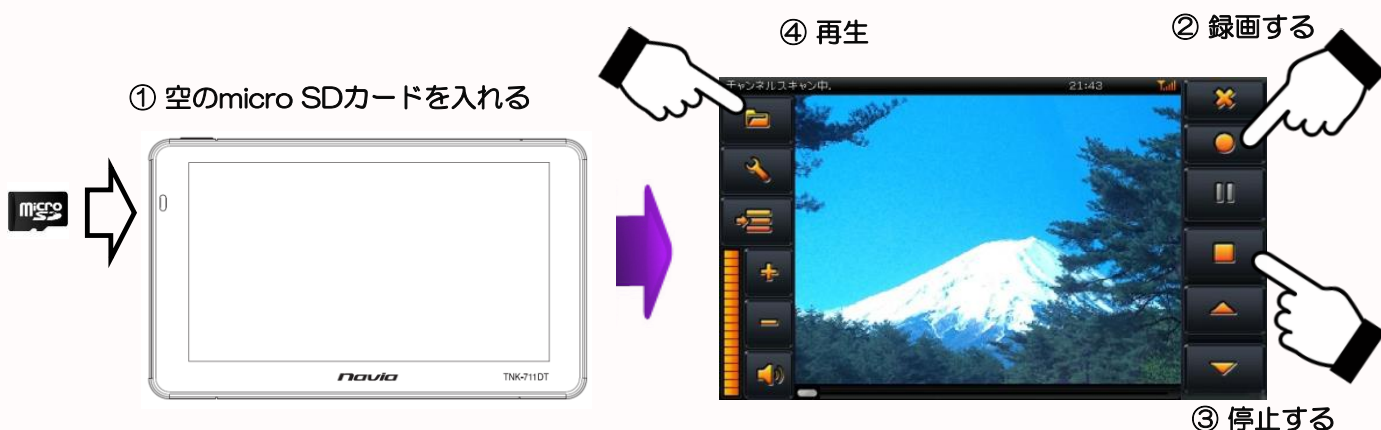 ④ 再生
② 録画する
① 空のmicro SDカードを入れる
チャンネルスキャン中.
21:43
micro
SD
navia
TNK-711DT
③ 停止する